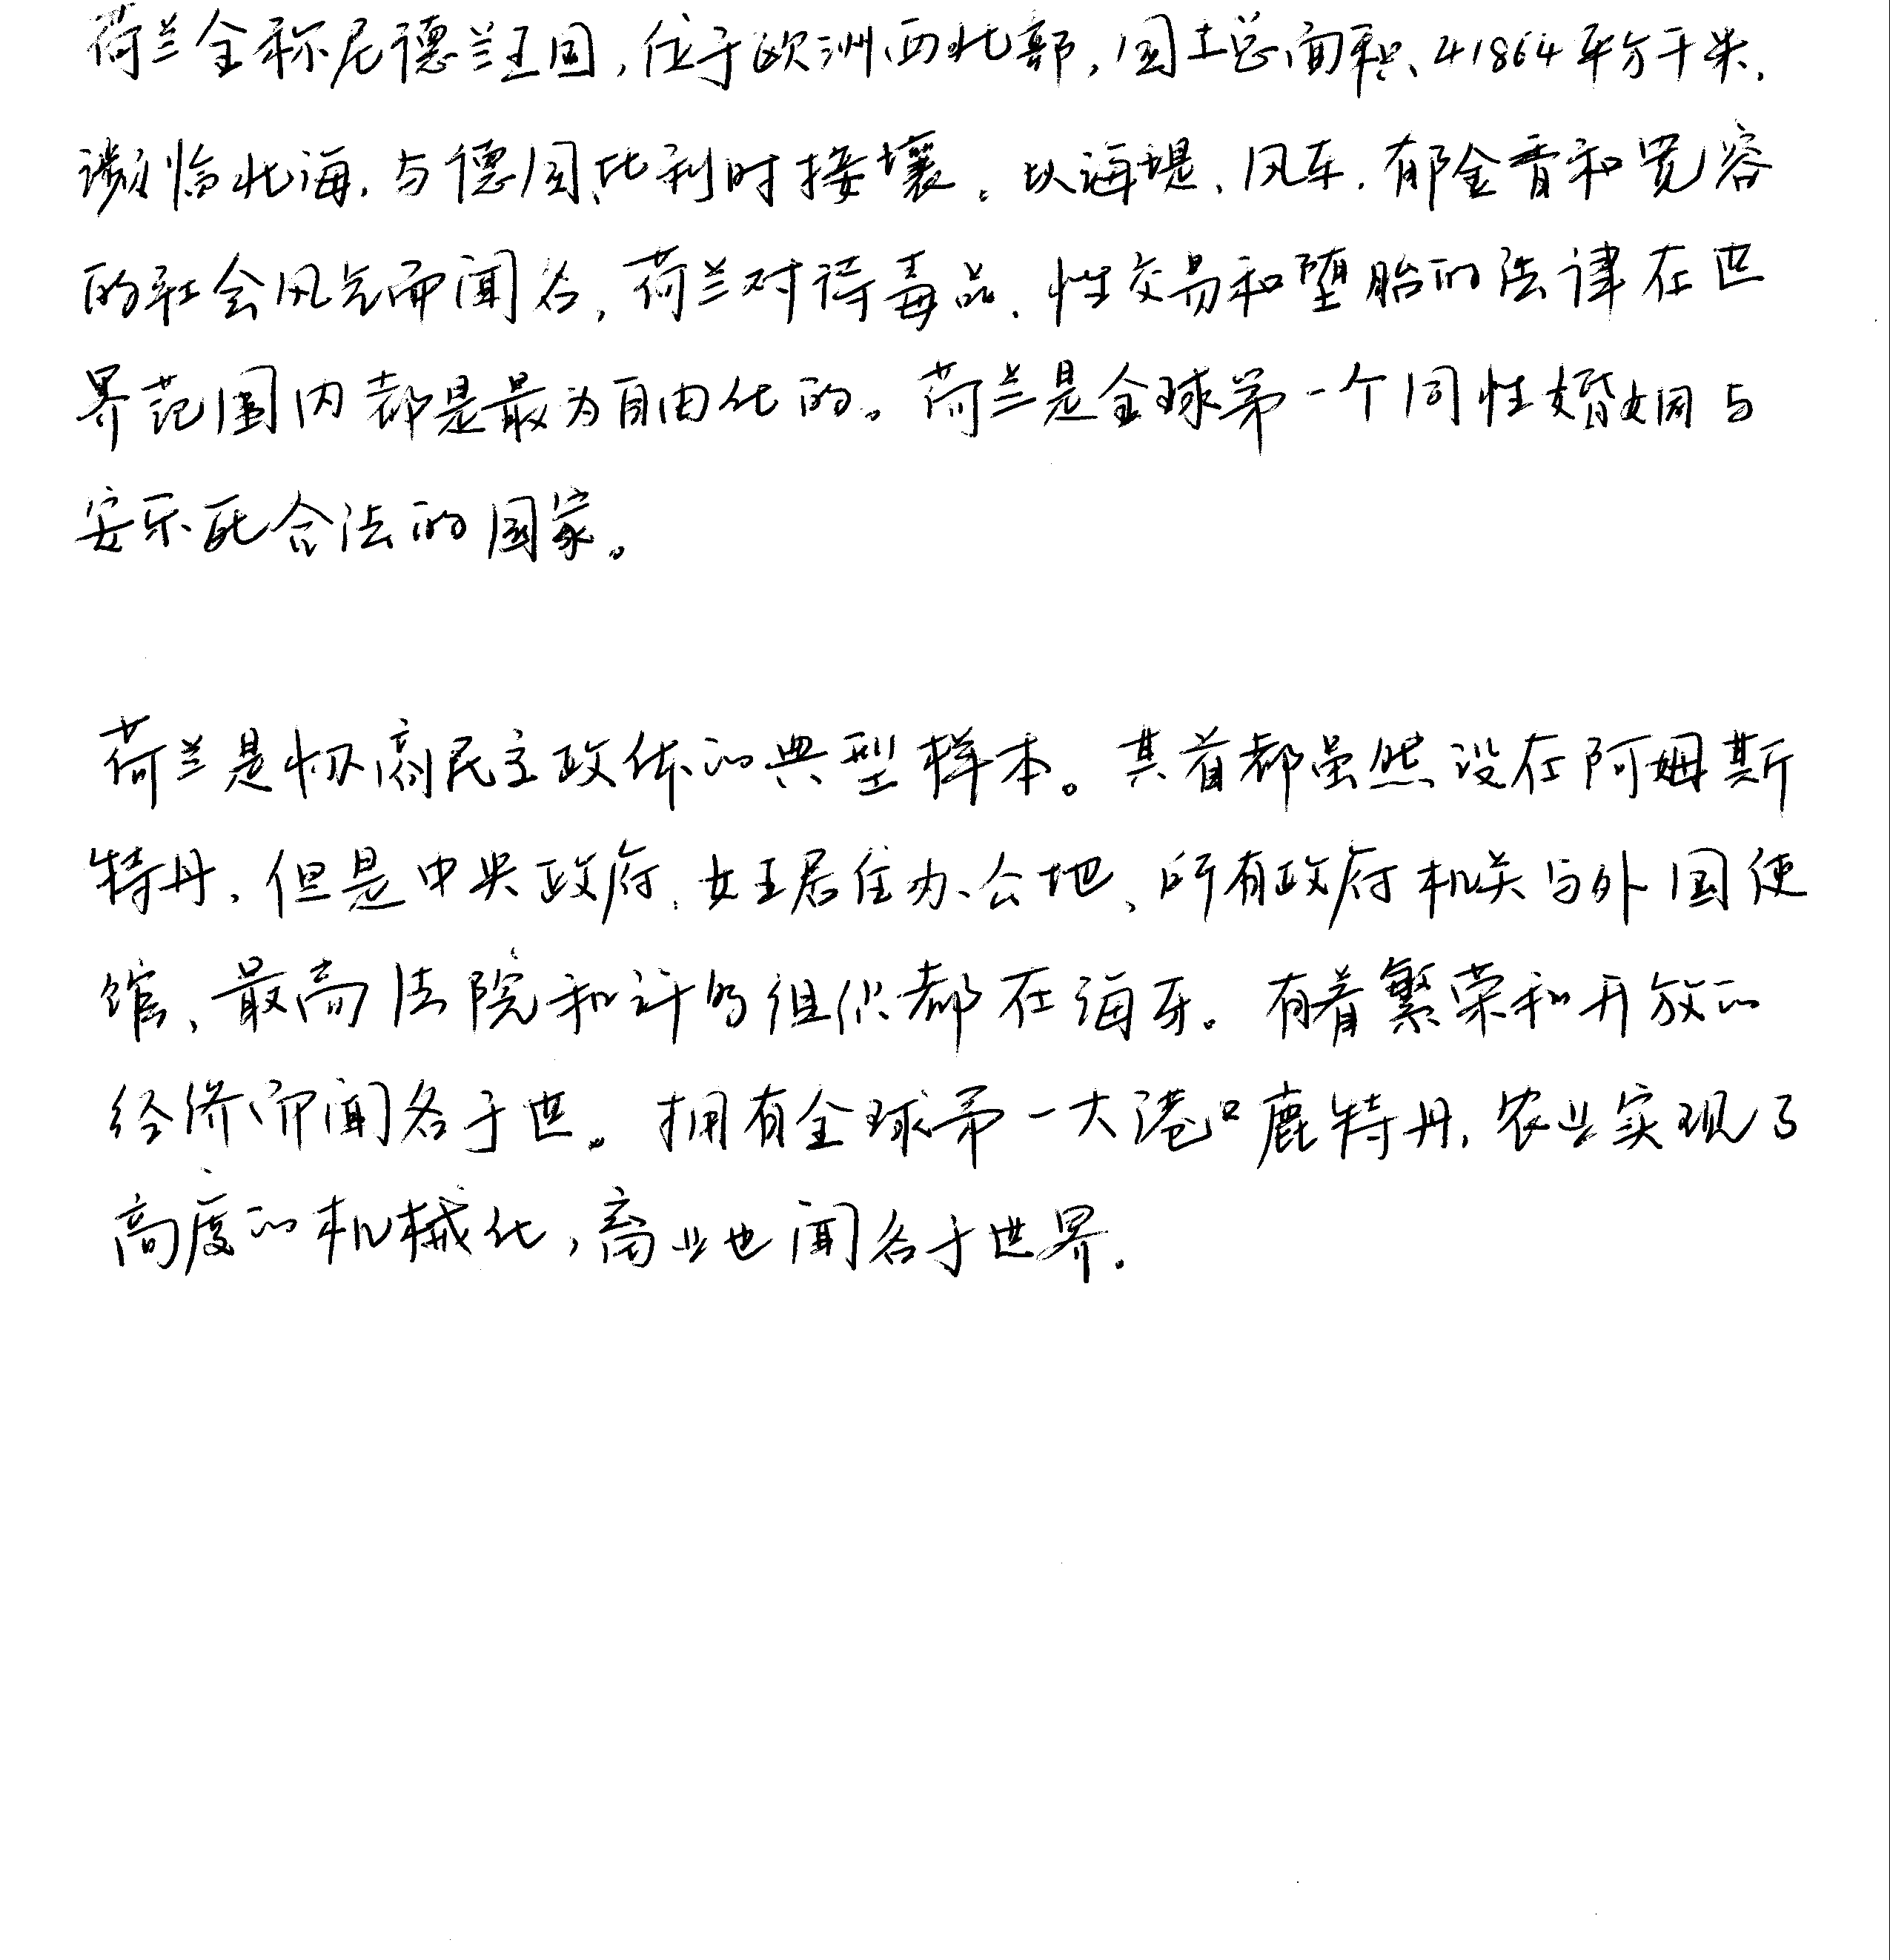 荷兰全称尼德兰王国,位于欧洲西北部,国土总面积41864平方千米,
濒临北海,与德国、比利时接壤。以海堤、风车、郁金香和宽容
的社会风气而闻名,荷兰对待毒品、性交易和堕胎的法律在世
界范围内都是最为自由化的。荷兰是全球第一个同性婚姻与
安乐死合法的国家。
荷兰是极高民主政体的典型样本。其首都虽然设在阿姆斯
特丹,但是中央政府、女王居住办公地、所有政府机关与外国使
馆、最高法院和许多组织都在海牙。有着繁荣和开放的
经济而闻名于世。拥有全球第一大港口鹿特丹,农业实现了
高度的机械化,畜业也闻名于世界.